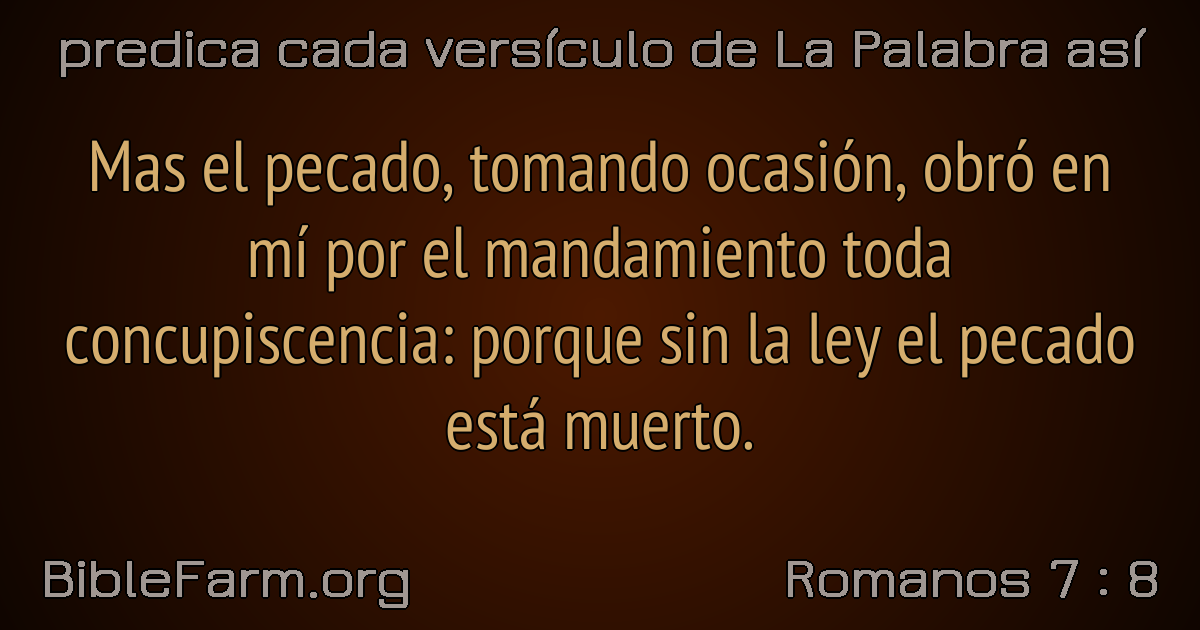 predica cada versículo de La Palabra así
Mas el pecado, tomando ocasión, obró en
mí por el mandamiento toda
concupiscencia: porque sin la ley el pecado
está muerto.
BibleFarm.org
Romanos 7 : 8